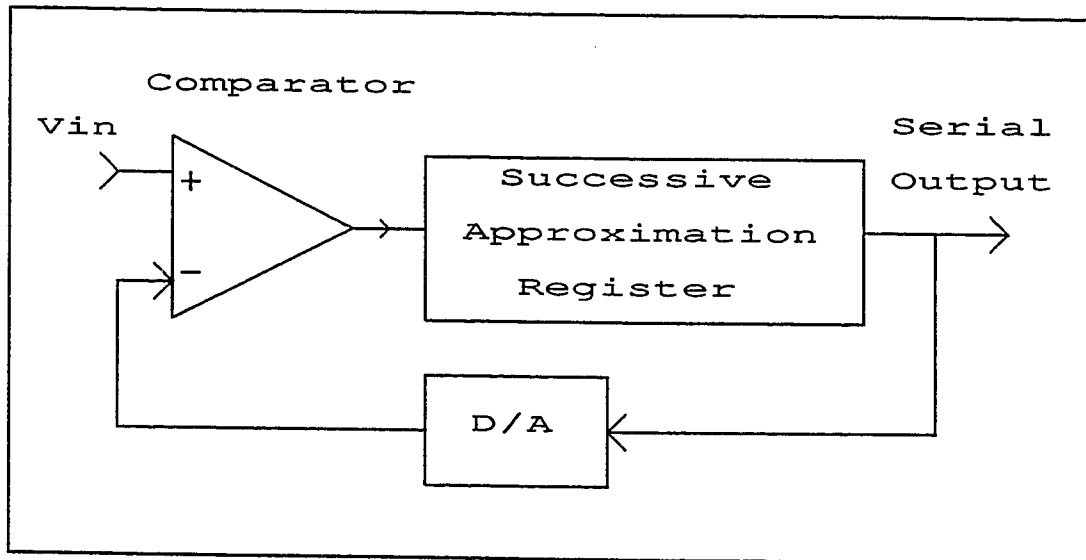 Comparator
Vin
Serial
Output
+
-
Successive
Approximation
Register
D/A